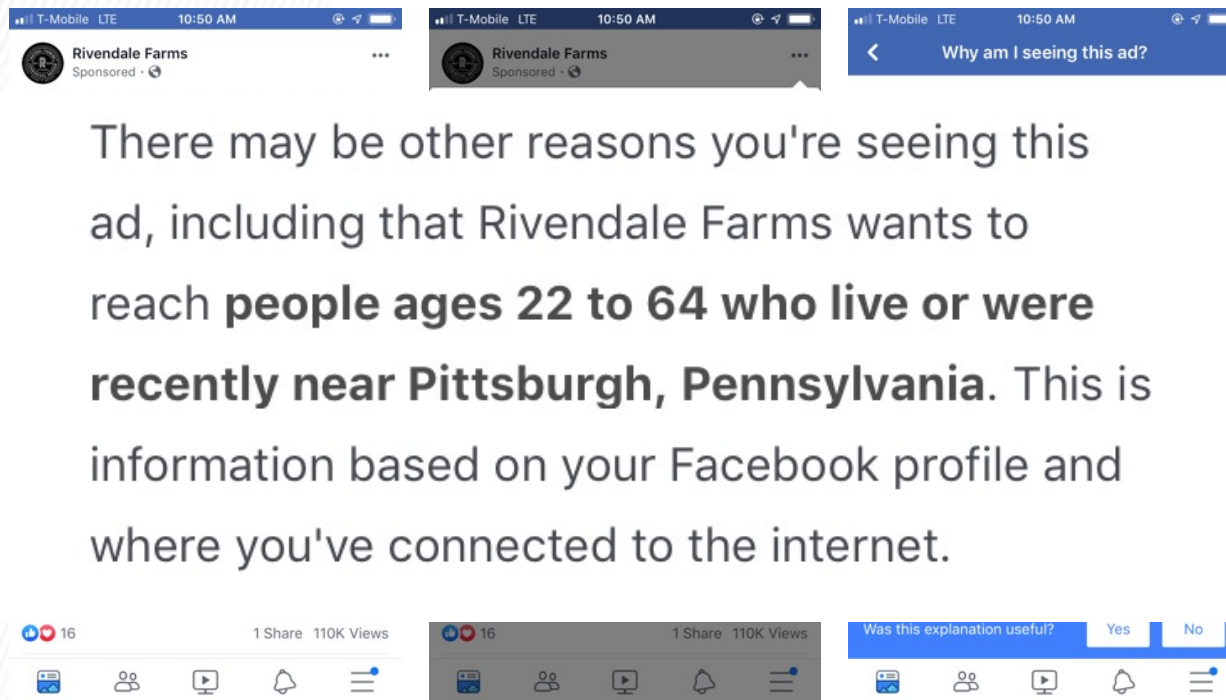 T-Mobile LTE 10:50 AM
Rivendale Farms
Sponsored ·
T-Mobile LTE 10:50 AM
Rivendale Farms
Sponsored ·
T-Mobile LTE 10:50 AM
Why am I seeing this ad?
There may be other reasons you're seeing this
ad, including that Rivendale Farms wants to
reach people ages 22 to 64 who live or were
recently near Pittsburgh, Pennsylvania. This is
information based on your Facebook profile and
where you've connected to the internet.
16 1 Share 110K Views
16 1 Share 110K Views
Was this explanation useful? Yes No